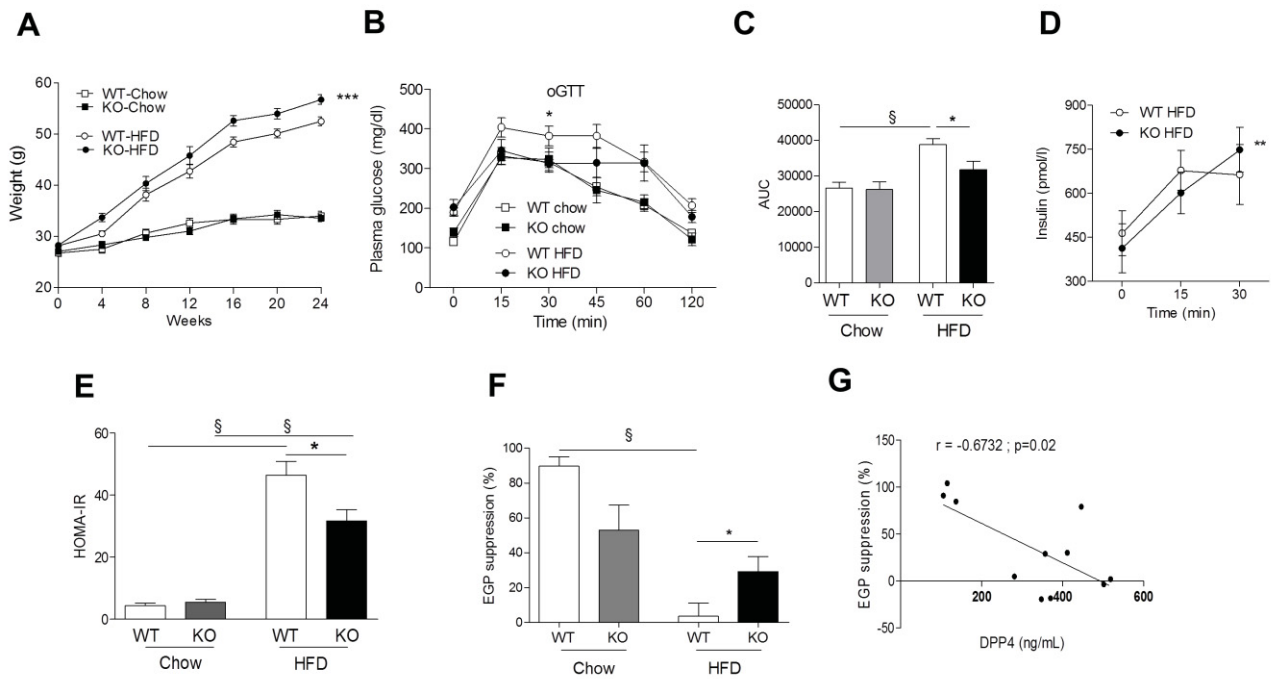 A
60
50
40
30
20
Weight (g)
0 4 8 12 16 20 24
Weeks
WT-Chow
KO-Chow
WT-HFD
KO-HFD
***
B
oGTT
500
400
300
200
100
0
Plasma glucose (mg/dl)
*
WT chow
KO chow
WT HFD
KO HFD
0 15 30 45 60 120
Time (min)
C
50000
40000
30000
20000
10000
0
AUC
§ *
WT KO WT KO
Chow HFD
D
900
750
600
450
300
Insulin (pmol/l)
WT HFD
KO HFD
**
0 15 30
Time (min)
E
60
40
20
0
HOMA-IR
§ §
*
WT KO WT KO
Chow HFD
F
100
80
60
40
20
0
EGP suppression (%)
§
*
WT KO WT KO
Chow HFD
G
r = -0.6732 ; p=0.02
150
100
50
0
-50
EGP suppression (%)
200 400 600
DPP4 (ng/mL)